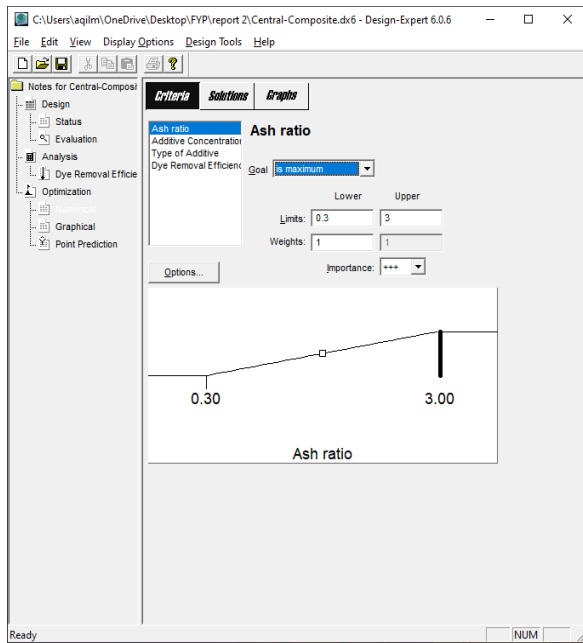 C:\Users\aqilm\OneDrive\Desktop\FYP\report 2\Central-Composite.dx6 - Design-Expert 6.0.6
File Edit View Display Options Design Tools Help
Notes for Central-Composi
Design
Status
Evaluation
Analysis
Dye Removal Efficie
Optimization
Numerical
Graphical
Point Prediction
Criteria Solutions Graphs
Ash ratio
Additive Concentration
Type of Additive
Dye Removal Efficienc
Ash ratio
Goal is maximum
Lower Upper
Limits: 0.3 3
Weights: 1 1
Importance: +++
Options...
0.30 3.00
Ash ratio
Ready NUM